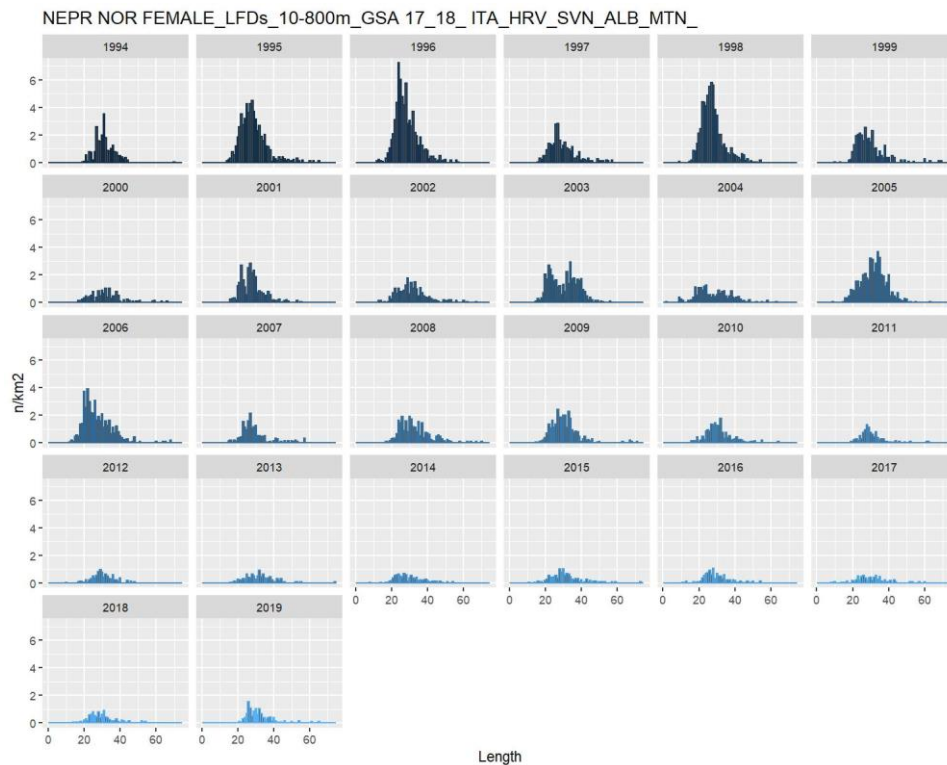 NEPR NOR FEMALE_LFDs_10-800m_GSA 17_18_ ITA_HRV_SVN_ALB_MTN_
1994 1995 1996 1997 1998 1999
6
4
2
0
2000 2001 2002 2003 2004 2005
6
4
2
0
2006 2007 2008 2009 2010 2011
6
4
2
0
n/km2
2012 2013 2014 2015 2016 2017
6
4
2
0
0 20 40 60 0 20 40 60 0 20 40 60 0 20 40 60
2018 2019
6
4
2
0
0 20 40 60 0 20 40 60
Length